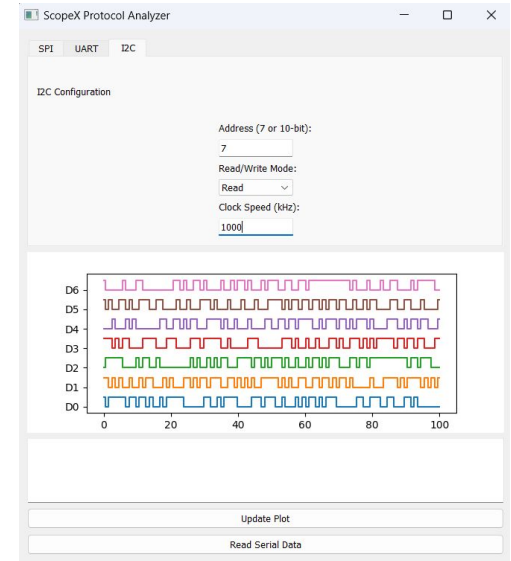 ScopeX Protocol Analyzer
SPI UART I2C
I2C Configuration
Address (7 or 10-bit):
7
Read/Write Mode:
Read
Clock Speed (kHz):
1000
D6
D5
D4
D3
D2
D1
D0
0 20 40 60 80 100
Update Plot
Read Serial Data